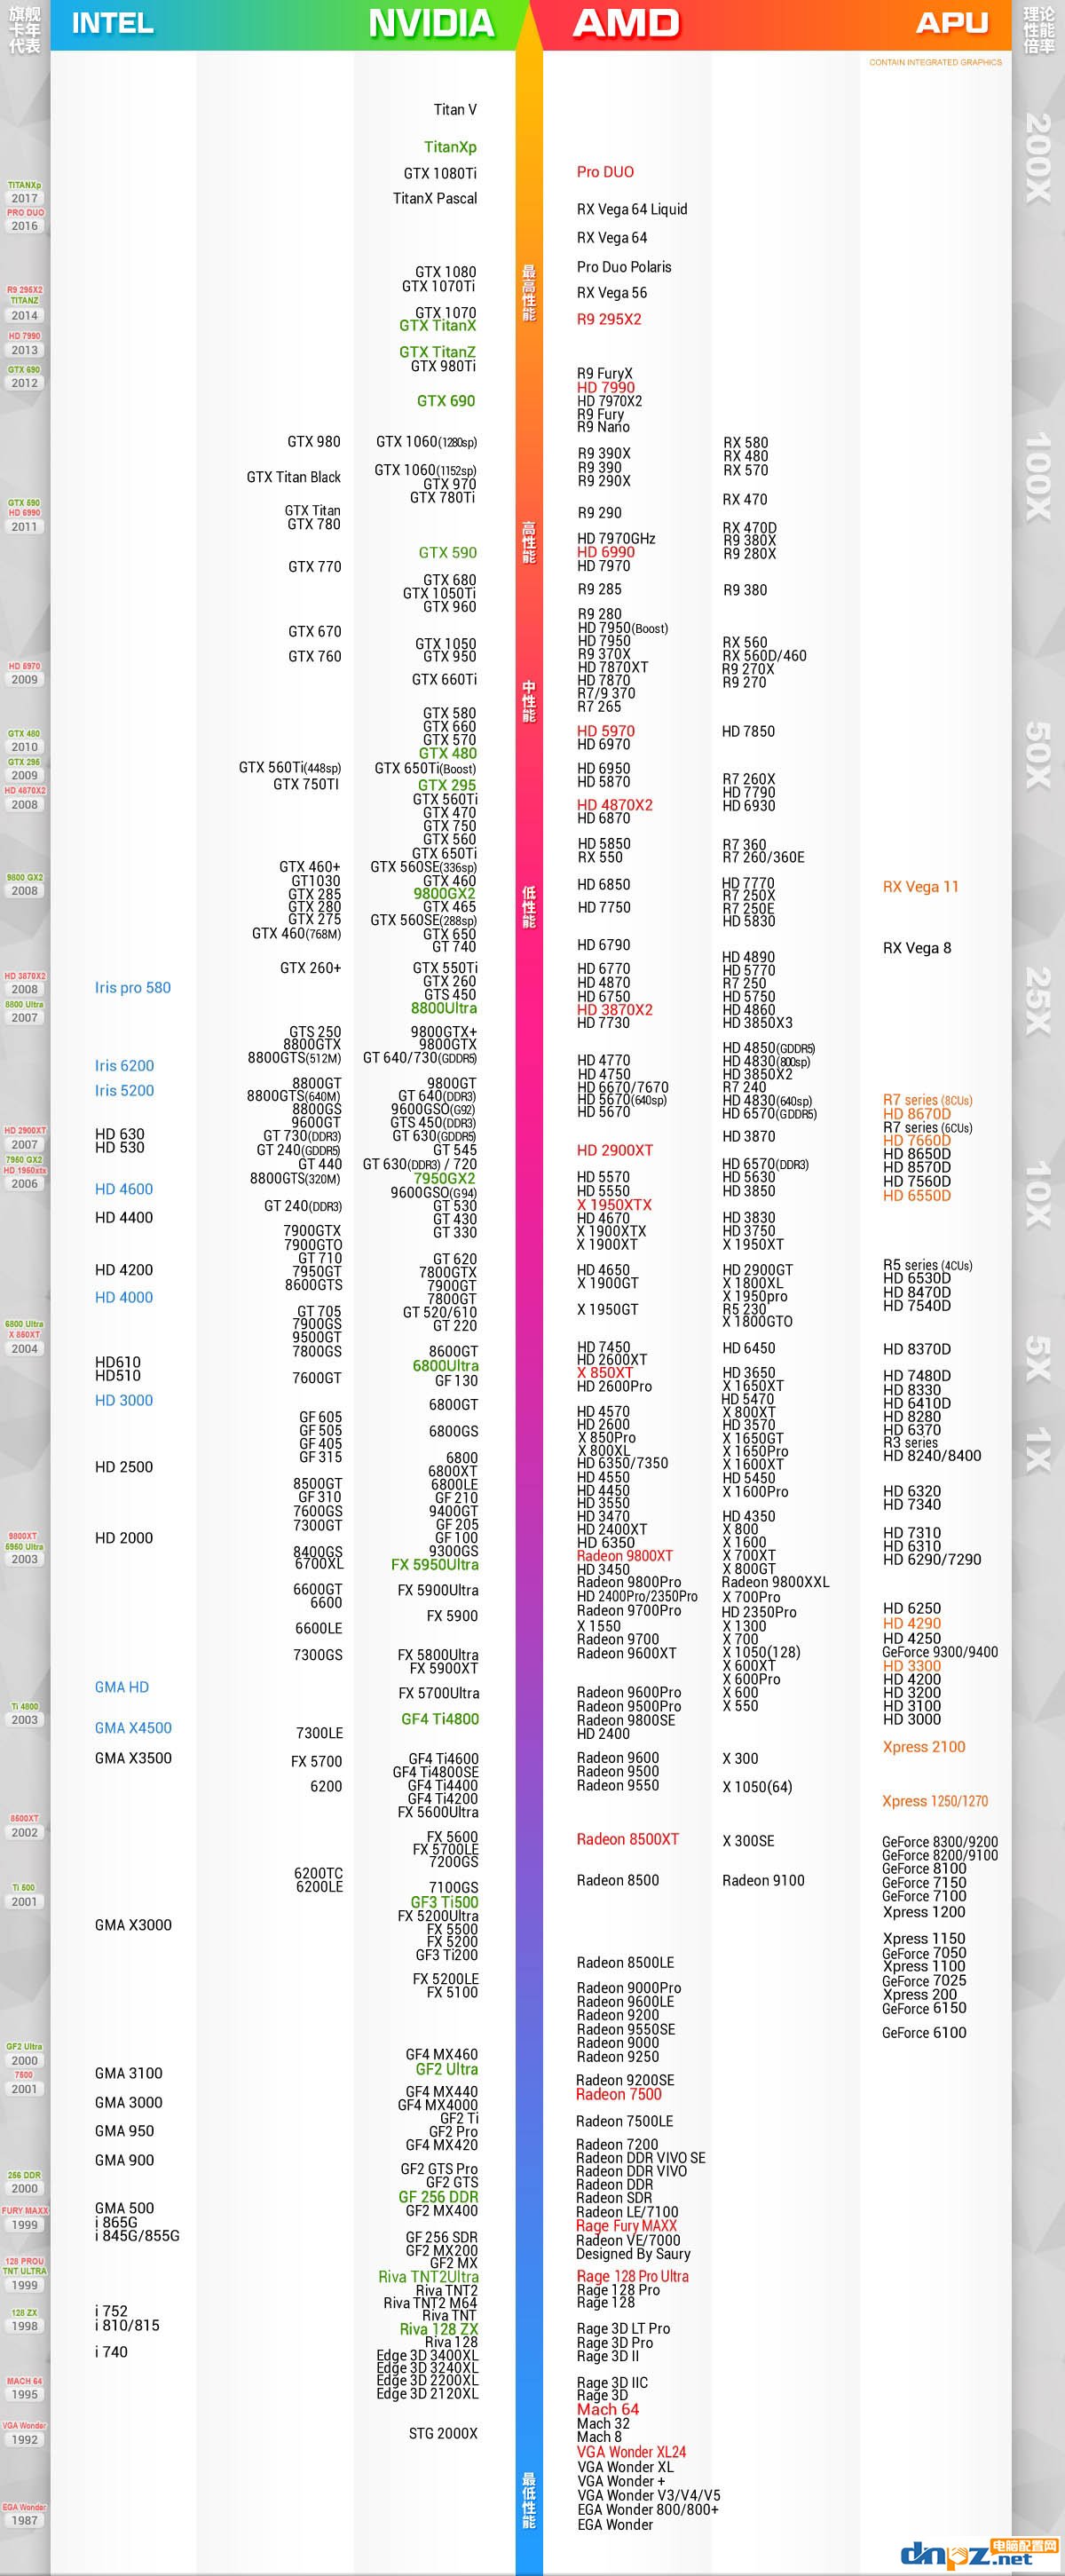 旗舰
卡年
代表
INTEL
NVIDIA
AMD
APU
理论
性能
倍率
CONTAIN INTEGRATED GRAPHICS
TITANXp
2017
PRO DUO
2016
R9 295X2
TITANZ
2014
HD 7990
2013
GTX 690
2012
GTX 590
HD 6990
2011
HD 6970
2009
GTX 480
2010
GTX 295
2009
HD 4870X2
2008
9800 GX2
2008
HD 3870X2
2008
8800 Ultra
2007
HD 2900XT
2007
7950 GX2
HD 1950xtx
2006
6800 Ultra
X 850XT
2004
9800XT
5950 Ultra
2003
Ti 4800
2003
8500XT
2002
Ti 500
2001
GF2 Ultra
2000
7500
2001
256 DDR
2000
FURY MAXX
1999
128 PROU
TNT ULTRA
1999
128 ZX
1998
MACH 64
1995
VGA Wonder
1992
EGA Wonder
1987
Iris pro 580
Iris 6200
Iris 5200
HD 630
HD 530
HD 4600
HD 4400
HD 4200
HD 4000
HD610
HD510
HD 3000
HD 2500
HD 2000
GMA HD
GMA X4500
GMA X3500
GMA X3000
GMA 3100
GMA 3000
GMA 950
GMA 900
GMA 500
i 865G
i 845G/855G
i 752
i 810/815
i 740
GTX 980
GTX Titan Black
GTX Titan
GTX 780
GTX 770
GTX 670
GTX 760
GTX 560Ti(448sp)
GTX 750TI
GTX 460+
GT1030
GTX 285
GTX 280
GTX 275
GTX 460(768M)
GTX 260+
GTS 250
8800GTX
8800GTS(512M)
8800GT
8800GTS(640M)
8800GS
9600GT
GT 730(DDR3)
GT 240(GDDR5)
GT 440
8800GTS(320M)
GT 240(DDR3)
7900GTX
7900GTO
GT 710
7950GT
8600GTS
GT 705
7900GS
9500GT
7800GS
7600GT
GF 605
GF 505
GF 405
GF 315
8500GT
GF 310
7600GS
7300GT
8400GS
6700XL
6600GT
6600
6600LE
7300GS
7300LE
FX 5700
6200
6200TC
6200LE
Titan V
TitanXp
GTX 1080Ti
TitanX Pascal
GTX 1080
GTX 1070Ti
GTX 1070
GTX TitanX
GTX TitanZ
GTX 980Ti
GTX 690
GTX 1060(1280sp)
GTX 1060(1152sp)
GTX 970
GTX 780Ti
GTX 590
GTX 680
GTX 1050Ti
GTX 960
GTX 1050
GTX 950
GTX 660Ti
GTX 580
GTX 660
GTX 570
GTX 480
GTX 650Ti(Boost)
GTX 295
GTX 560Ti
GTX 470
GTX 750
GTX 560
GTX 650Ti
GTX 560SE(336sp)
GTX 460
9800GX2
GTX 465
GTX 560SE(288sp)
GTX 650
GT 740
GTX 550Ti
GTX 260
GTS 450
8800Ultra
9800GTX+
9800GTX
GT 640/730(GDDR5)
9800GT
GT 640(DDR3)
9600GSO(G92)
GTS 450(DDR3)
GT 630(GDDR5)
GT 545
GT 630(DDR3) / 720
7950GX2
9600GSO(G94)
GT 530
GT 430
GT 330
GT 620
7800GTX
7900GT
7800GT
GT 520/610
GT 220
8600GT
6800Ultra
GF 130
6800GT
6800GS
6800
6800XT
6800LE
GF 210
9400GT
GF 205
GF 100
9300GS
FX 5950Ultra
FX 5900Ultra
FX 5900
FX 5800Ultra
FX 5900XT
FX 5700Ultra
GF4 Ti4800
GF4 Ti4600
GF4 Ti4800SE
GF4 Ti4400
GF4 Ti4200
FX 5600Ultra
FX 5600
FX 5700LE
7200GS
7100GS
GF3 Ti500
FX 5200Ultra
FX 5500
FX 5200
GF3 Ti200
FX 5200LE
FX 5100
GF4 MX460
GF2 Ultra
GF4 MX440
GF4 MX4000
GF2 Ti
GF2 Pro
GF4 MX420
GF2 GTS Pro
GF2 GTS
GF 256 DDR
GF2 MX400
GF 256 SDR
GF2 MX200
GF2 MX
Riva TNT2Ultra
Riva TNT2
Riva TNT2 M64
Riva TNT
Riva 128 ZX
Riva 128
Edge 3D 3400XL
Edge 3D 3240XL
Edge 3D 2200XL
Edge 3D 2120XL
STG 2000X
最高性能
高性能
中性能
低性能
最低性能
Pro DUO
RX Vega 64 Liquid
RX Vega 64
Pro Duo Polaris
RX Vega 56
R9 295X2
R9 FuryX
HD 7990
HD 7970X2
R9 Fury
R9 Nano
R9 390X
R9 390
R9 290X
R9 290
HD 7970GHz
HD 6990
HD 7970
R9 285
R9 280
HD 7950(Boost)
HD 7950
R9 370X
HD 7870XT
HD 7870
R7/9 370
R7 265
HD 5970
HD 6970
HD 6950
HD 5870
HD 4870X2
HD 6870
HD 5850
RX 550
HD 6850
HD 7750
HD 6790
HD 6770
HD 4870
HD 6750
HD 3870X2
HD 7730
HD 4770
HD 4750
HD 6670/7670
HD 5670(640sp)
HD 5670
HD 2900XT
HD 5570
HD 5550
X 1950XTX
HD 4670
X 1900XTX
X 1900XT
HD 4650
X 1900GT
X 1950GT
HD 7450
HD 2600XT
X 850XT
HD 2600Pro
HD 4570
HD 2600
X 850Pro
X 800XL
HD 6350/7350
HD 4550
HD 4450
HD 3550
HD 3470
HD 2400XT
HD 6350
Radeon 9800XT
HD 3450
Radeon 9800Pro
HD 2400Pro/2350Pro
Radeon 9700Pro
X 1550
Radeon 9700
Radeon 9600XT
Radeon 9600Pro
Radeon 9500Pro
Radeon 9800SE
HD 2400
Radeon 9600
Radeon 9500
Radeon 9550
Radeon 8500XT
Radeon 8500
Radeon 8500LE
Radeon 9000Pro
Radeon 9600LE
Radeon 9200
Radeon 9550SE
Radeon 9000
Radeon 9250
Radeon 9200SE
Radeon 7500
Radeon 7500LE
Radeon 7200
Radeon DDR VIVO SE
Radeon DDR VIVO
Radeon DDR
Radeon SDR
Radeon LE/7100
Rage Fury MAXX
Radeon VE/7000
Designed By Saury
Rage 128 Pro Ultra
Rage 128 Pro
Rage 128
Rage 3D LT Pro
Rage 3D Pro
Rage 3D II
Rage 3D IIC
Rage 3D
Mach 64
Mach 32
Mach 8
VGA Wonder XL24
VGA Wonder XL
VGA Wonder +
VGA Wonder V3/V4/V5
EGA Wonder 800/800+
EGA Wonder
RX 580
RX 480
RX 570
RX 470
RX 470D
R9 380X
R9 280X
R9 380
RX 560
RX 560D/460
R9 270X
R9 270
HD 7850
R7 260X
HD 7790
HD 6930
R7 360
R7 260/360E
HD 7770
R7 250X
R7 250E
HD 5830
HD 4890
HD 5770
R7 250
HD 5750
HD 4860
HD 3850X3
HD 4850(GDDR5)
HD 4830(800sp)
HD 3850X2
R7 240
HD 4830(640sp)
HD 6570(GDDR5)
HD 3870
HD 6570(DDR3)
HD 5630
HD 3850
HD 3830
HD 3750
X 1950XT
HD 2900GT
X 1800XL
X 1950pro
R5 230
X 1800GTO
HD 6450
HD 3650
X 1650XT
HD 5470
X 800XT
HD 3570
X 1650GT
X 1650Pro
X 1600XT
HD 5450
X 1600Pro
HD 4350
X 800
X 1600
X 700XT
X 800GT
Radeon 9800XXL
X 700Pro
HD 2350Pro
X 1300
X 700
X 1050(128)
X 600XT
X 600Pro
X 600
X 550
X 300
X 1050(64)
X 300SE
Radeon 9100
RX Vega 11
RX Vega 8
R7 series (8CUs)
HD 8670D
R7 series (6CUs)
HD 7660D
HD 8650D
HD 8570D
HD 7560D
HD 6550D
R5 series (4CUs)
HD 6530D
HD 8470D
HD 7540D
HD 8370D
HD 7480D
HD 8330
HD 6410D
HD 8280
HD 6370
R3 series
HD 8240/8400
HD 6320
HD 7340
HD 7310
HD 6310
HD 6290/7290
HD 6250
HD 4290
HD 4250
GeForce 9300/9400
HD 3300
HD 4200
HD 3200
HD 3100
HD 3000
Xpress 2100
Xpress 1250/1270
GeForce 8300/9200
GeForce 8200/9100
GeForce 8100
GeForce 7150
GeForce 7100
Xpress 1200
Xpress 1150
GeForce 7050
Xpress 1100
GeForce 7025
Xpress 200
GeForce 6150
GeForce 6100
200X
100X
50X
25X
10X
5X
1X
电脑配置网
dnpz.net